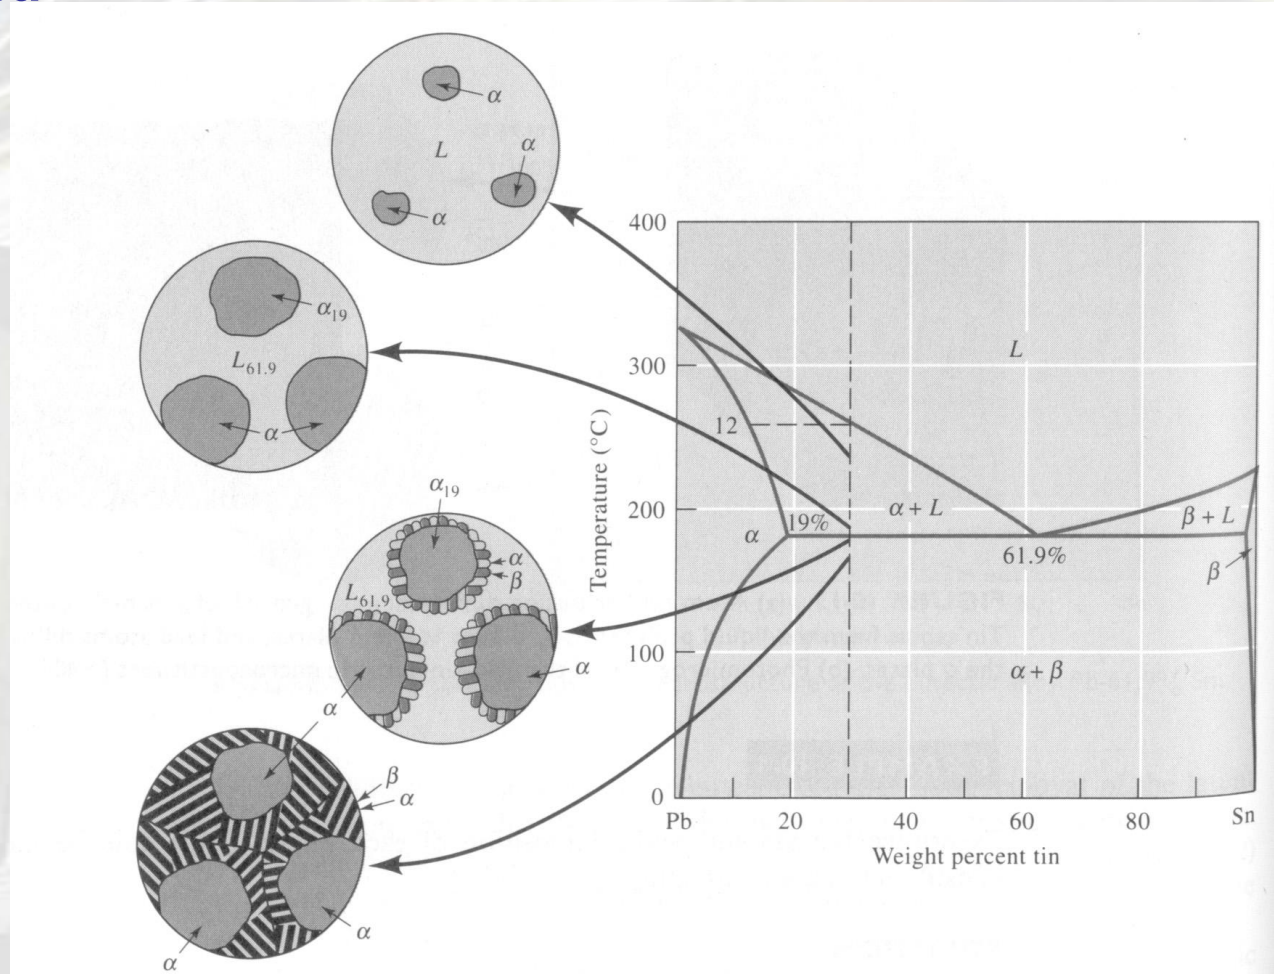 α
L
α
α
α19
L61.9
α
α19
α
β
L61.9
α
α
β
α
α
α
400
300
200
100
0
Temperature (°C)
L
12
α + L
19%
α
61.9%
β + L
β
α + β
Pb
20
40
60
80
Sn
Weight percent tin